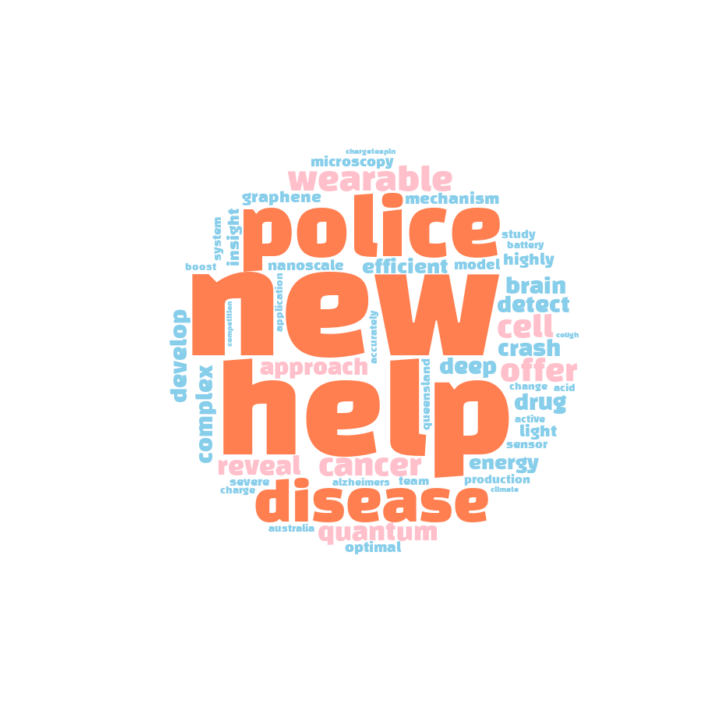 chargetospin
microscopy
wearable
graphene
mechanism
police
system
insight
study
battery
highly
boost
nanoscale
efficient
model
new
application
competition
accurately
brain
detect
cell
cough
crash
develop
complex
approach
deep
offer
help
queensland
change
acid
drug
active
light
sensor
reveal
cancer
energy
severe
alzheimers
team
production
charge
climate
disease
australia
quantum
optimal